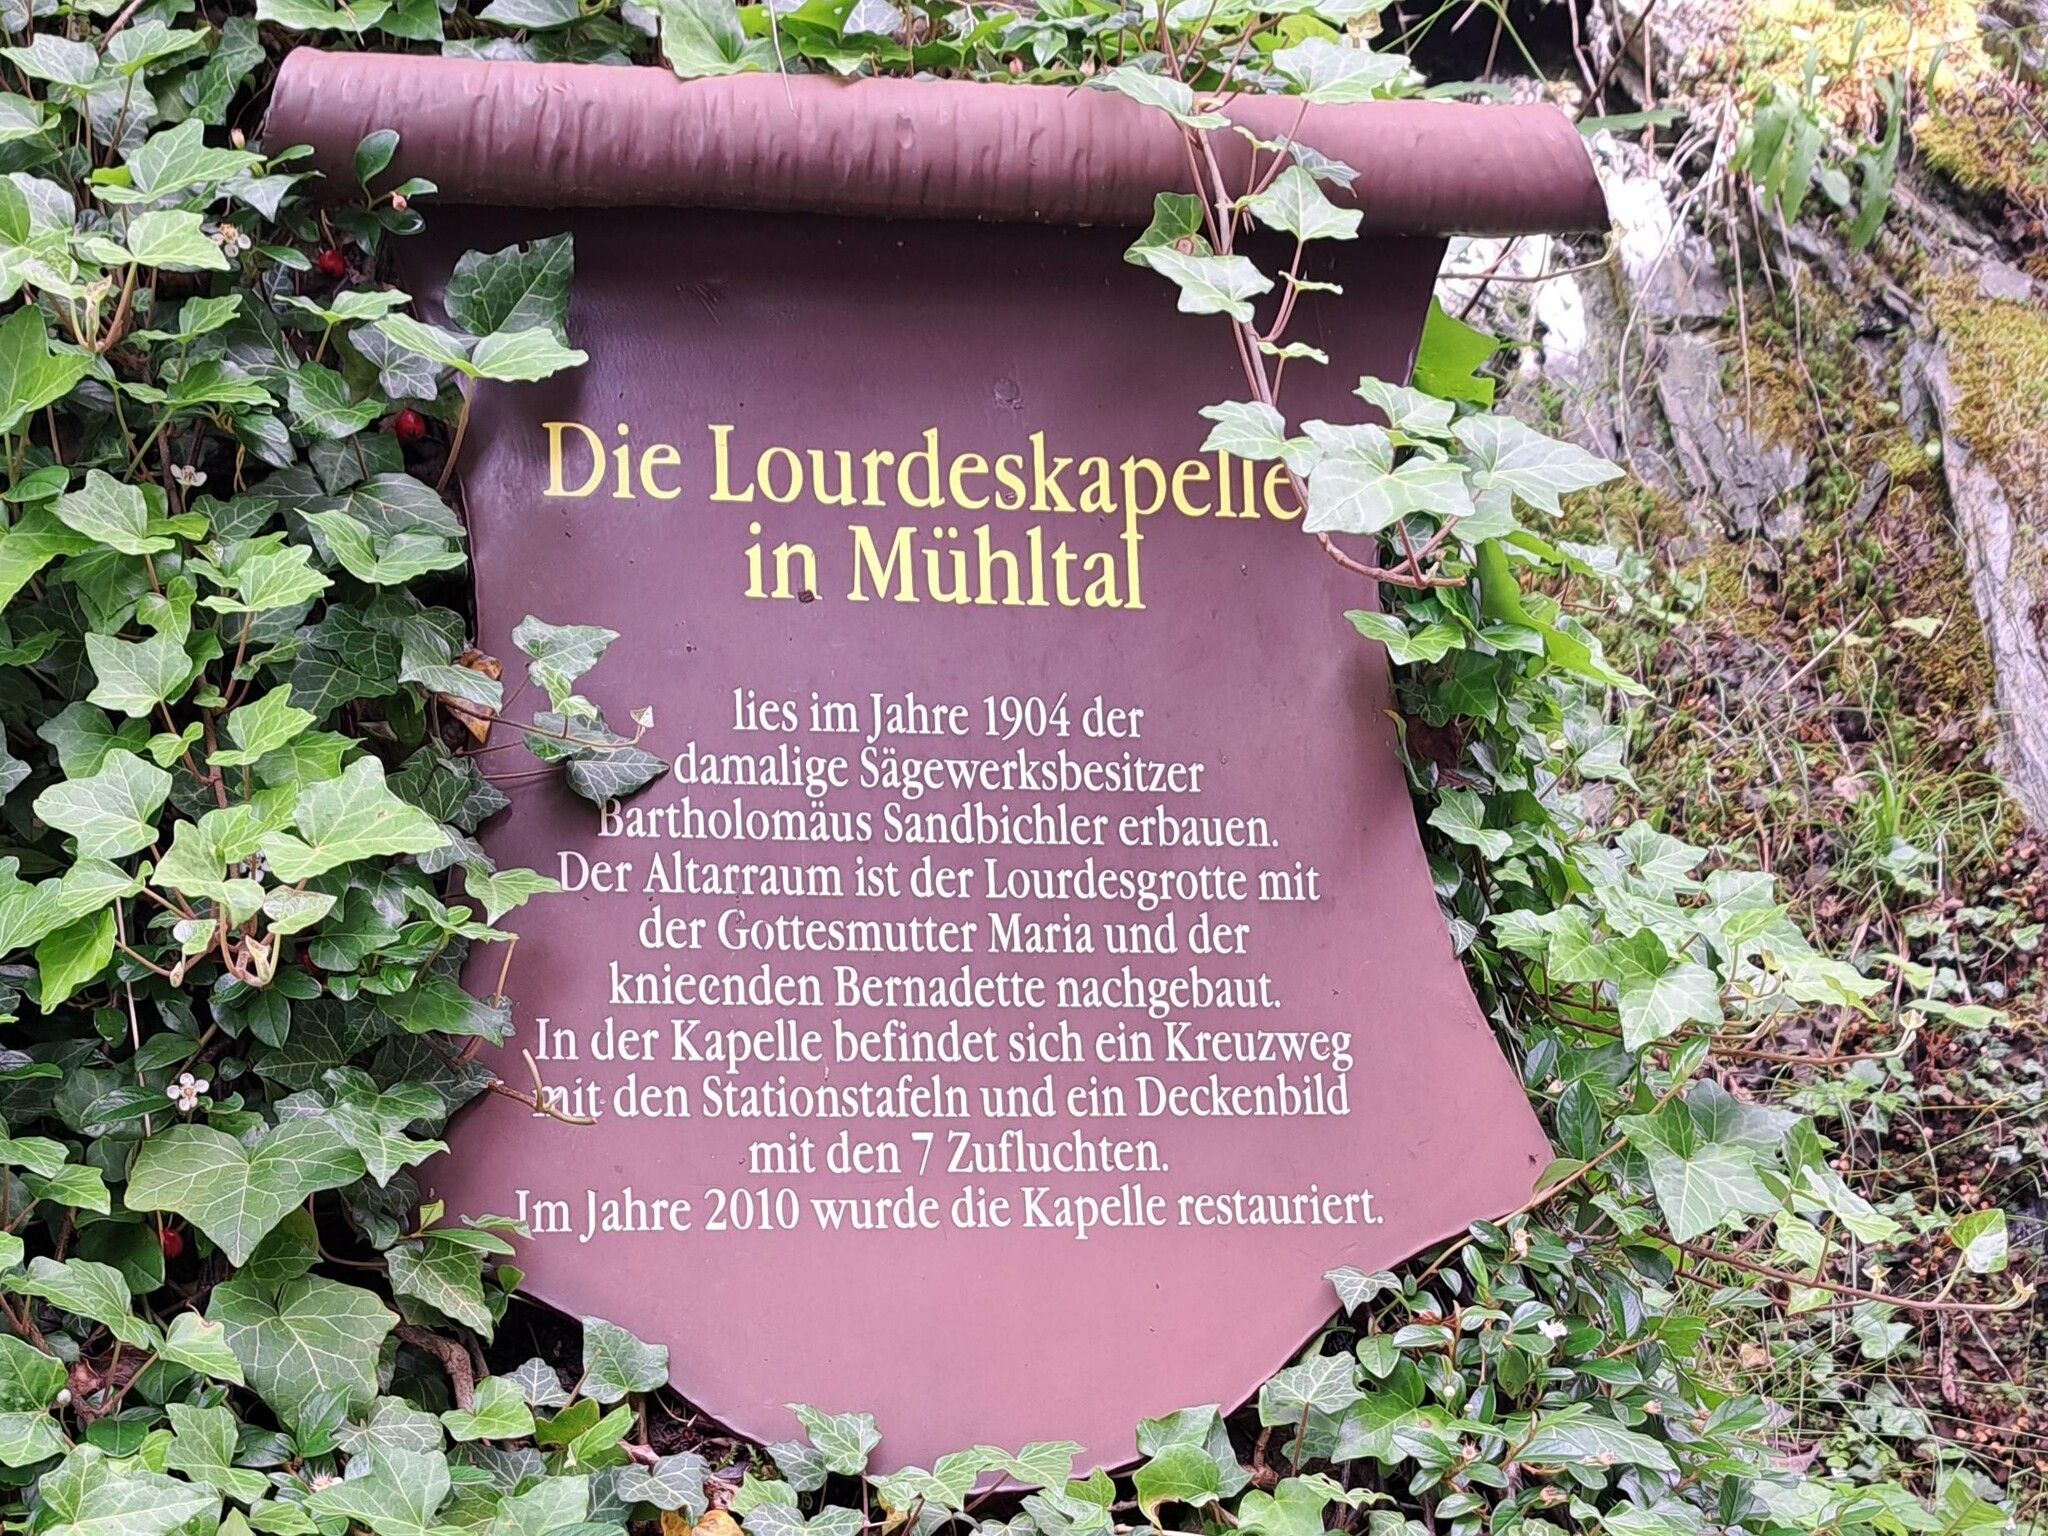 Die Lourdeskapelle
in Mühltal
lies im Jahre 1904 der
damalige Sägewerksbesitzer
Bartholomäus Sandbichler erbauen.
Der Altarraum ist der Lourdesgrotte mit
der Gottesmutter Maria und der
knieenden Bernadette nachgebaut.
In der Kapelle befindet sich ein Kreuzweg
mit den Stationstafeln und ein Deckenbild
mit den 7 Zufluchten.
Im Jahre 2010 wurde die Kapelle restauriert.